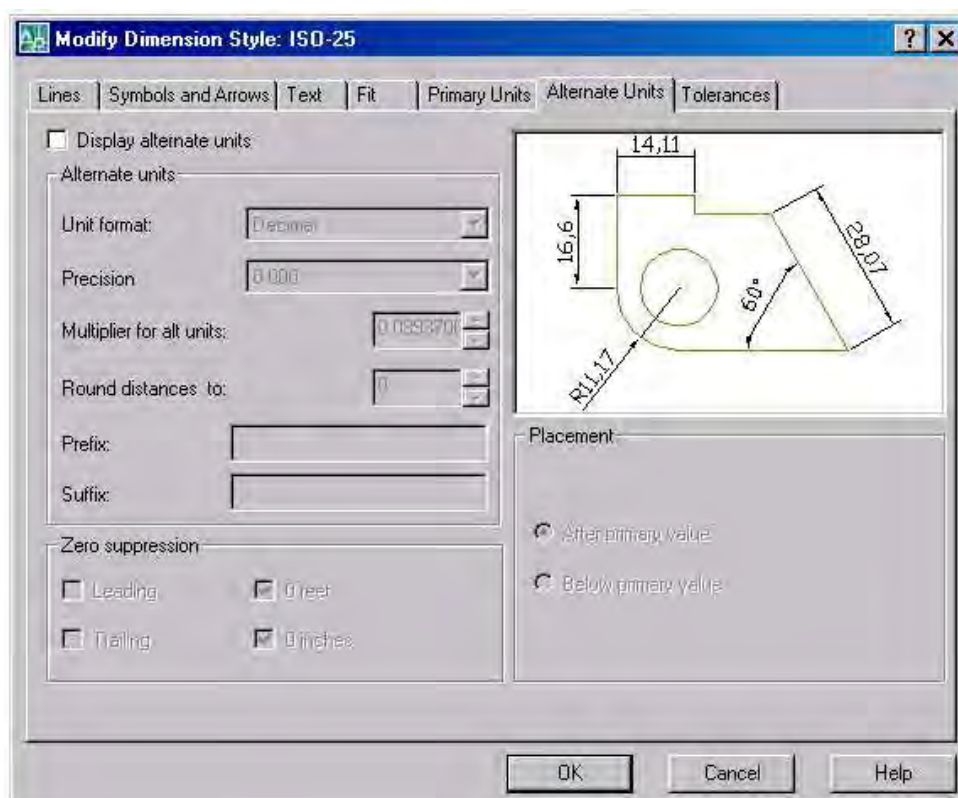 Modify Dimension Style: ISO-25
Lines Symbols and Arrows Text Fit Primary Units Alternate Units Tolerances
Display alternate units
Alternate units
Unit format: Decimal
Precision 0.000
Multiplier for alt units:
Round distances to: 0
Prefix:
Suffix:
Zero suppression
Leading 0 feet
Trailing 0 inches
14,11
16,6
28,07
60°
R11,17
Placement
After primary value
Below primary value
OK Cancel Help